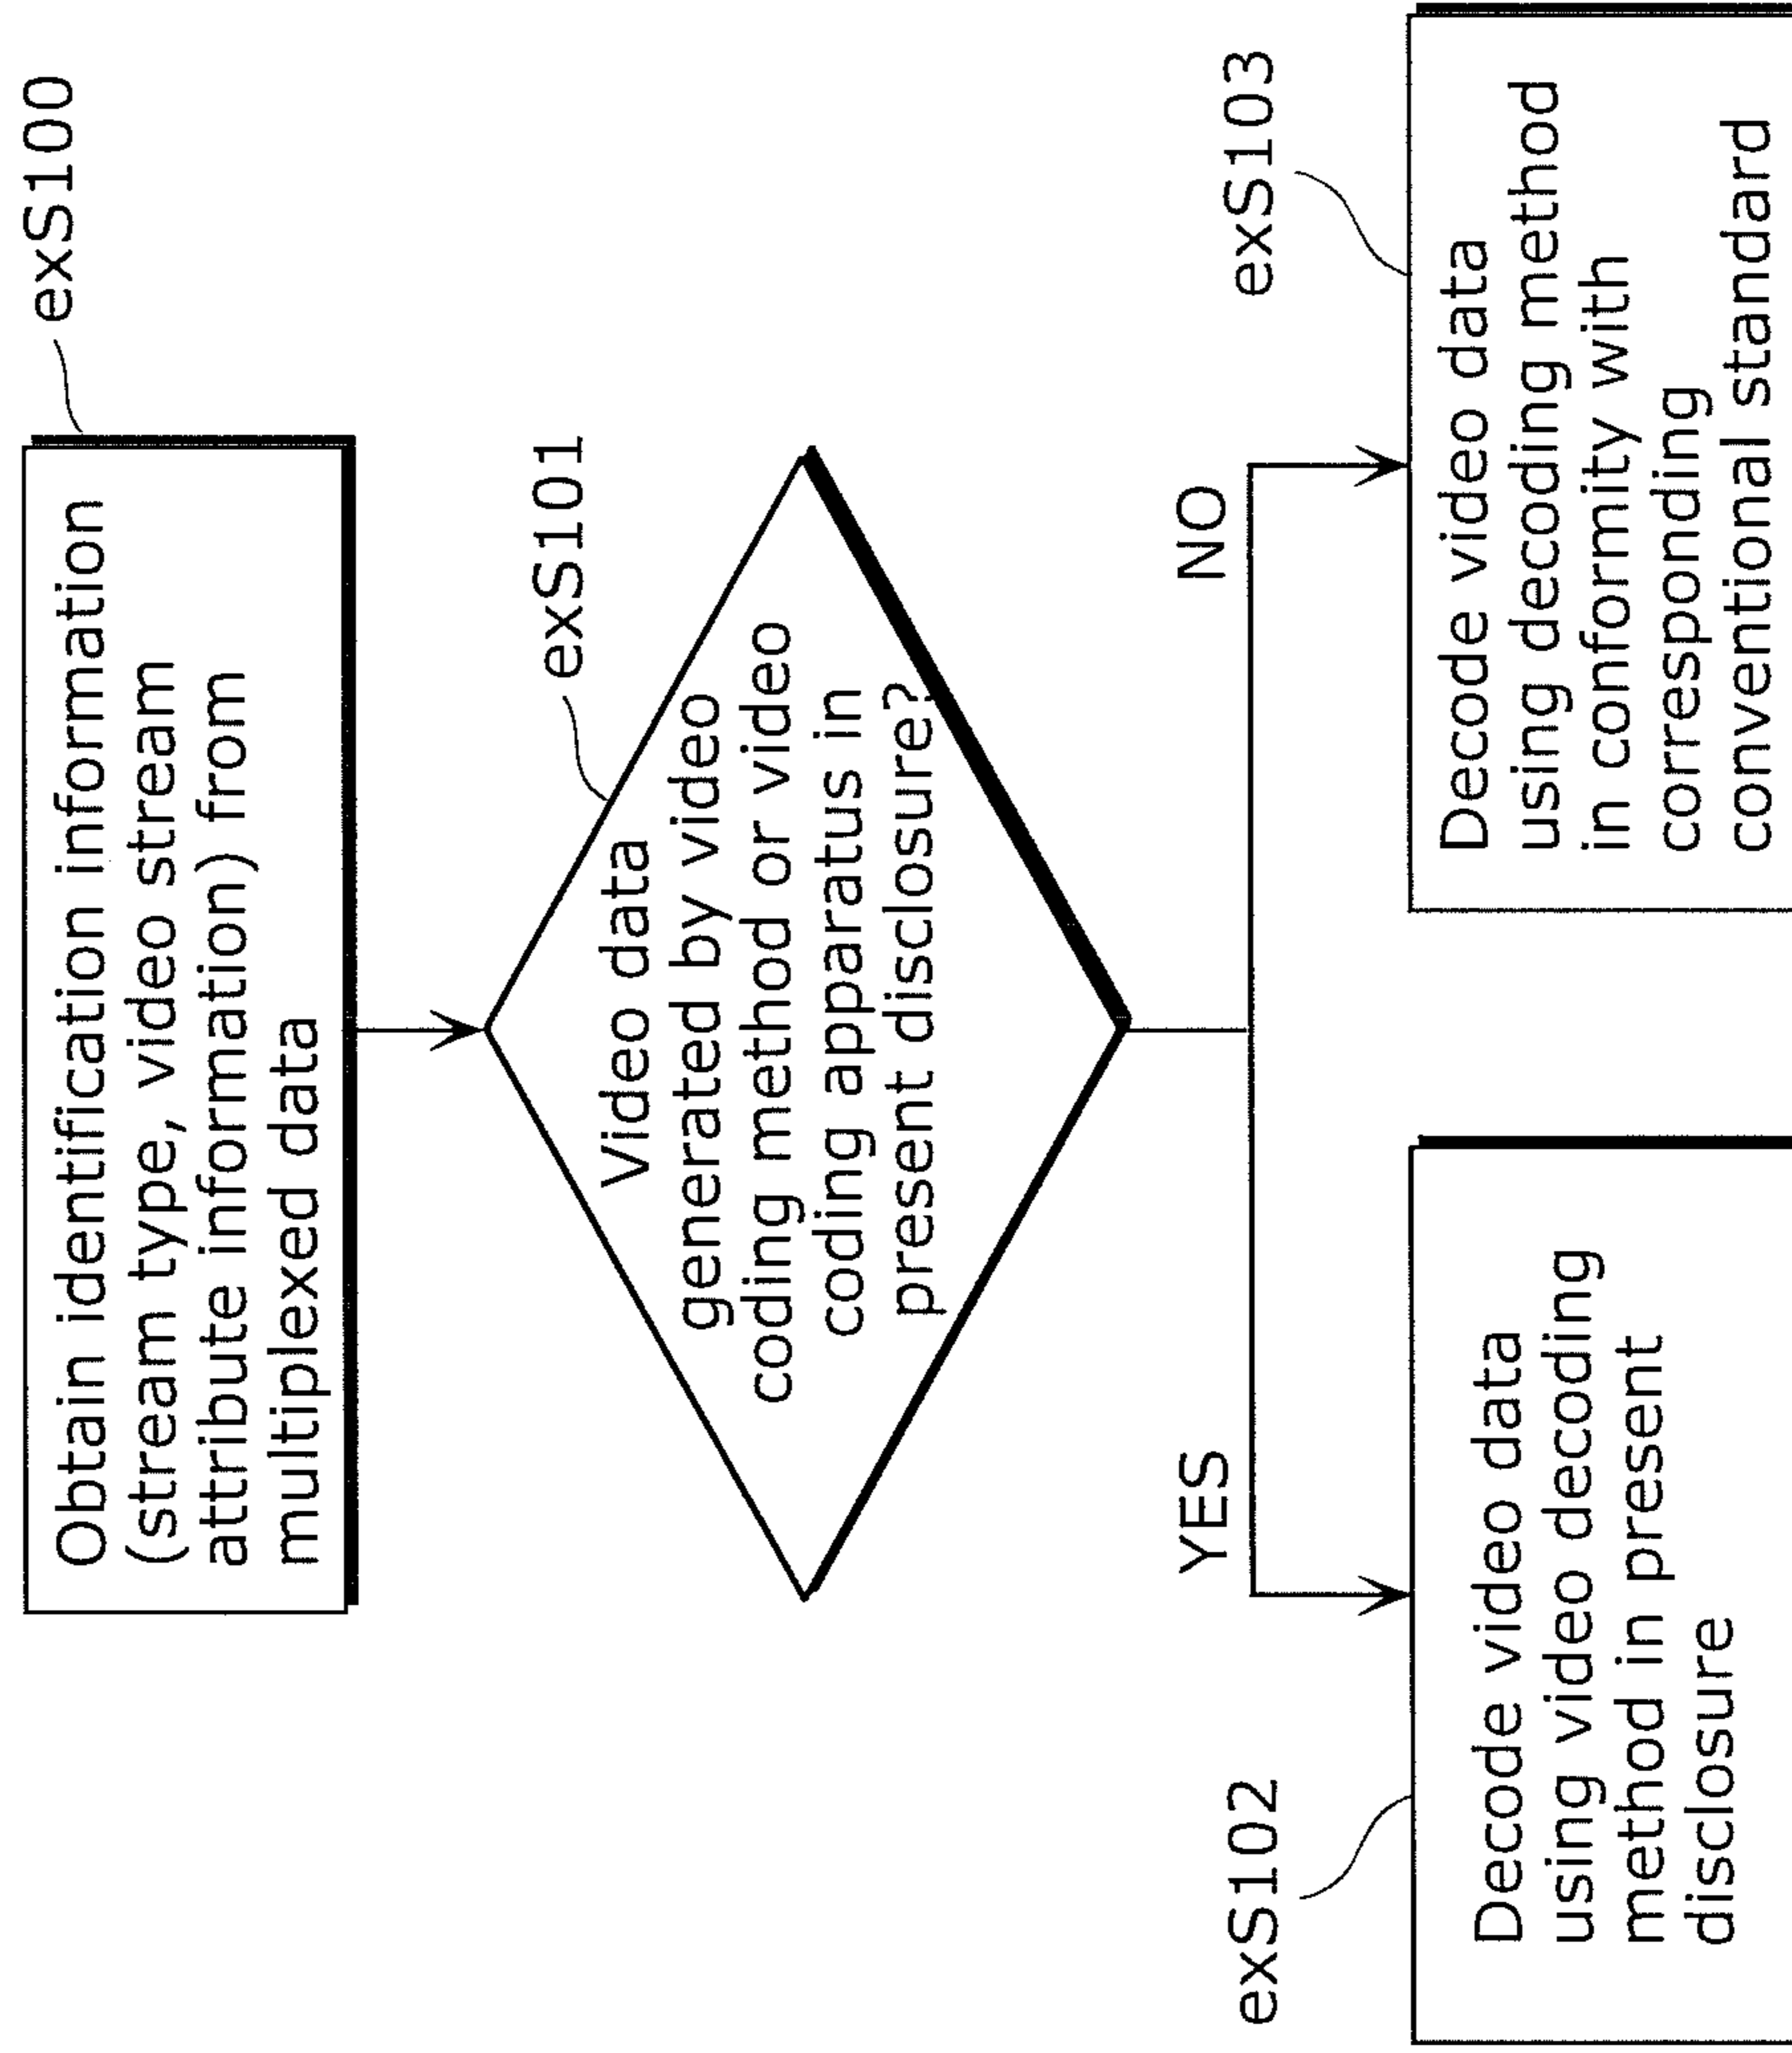 exS100
Obtain identification information
(stream type, video stream
attribute information) from
multiplexed data
exS101
Video data
generated by video
coding method or video
coding apparatus in
present disclosure?
YES
NO
exS102
Decode video data
using video decoding
method in present
disclosure
exS103
Decode video data
using decoding method
in conformity with
corresponding
conventional standard